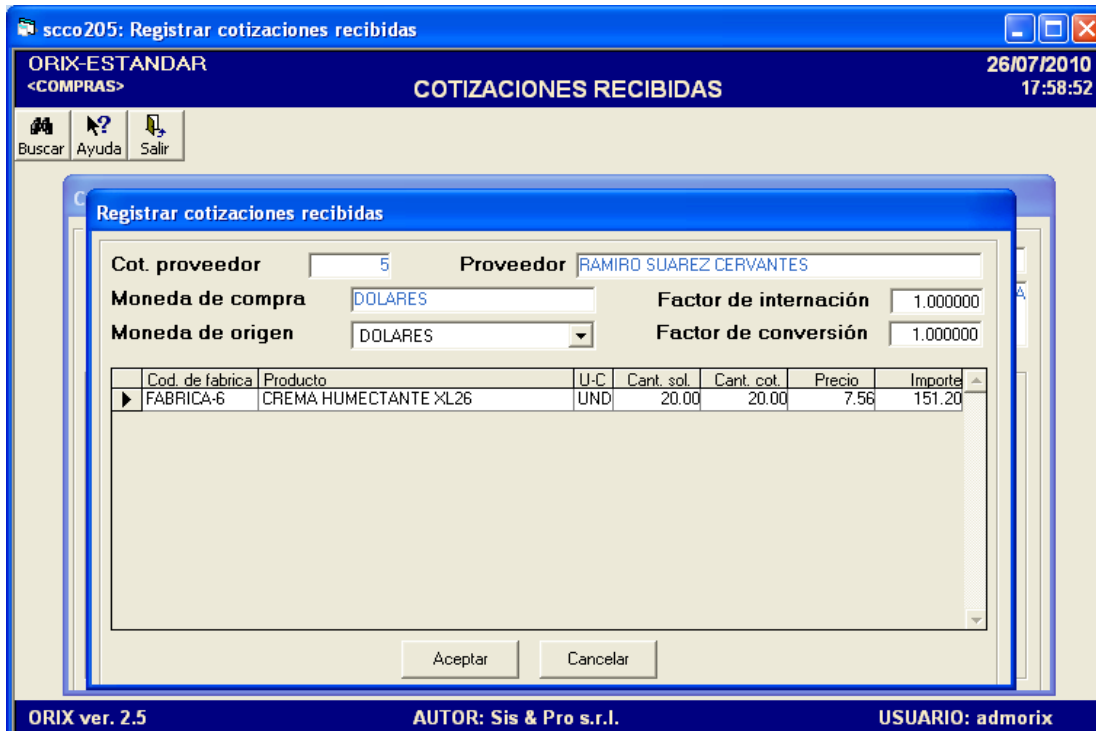 scco205: Registrar cotizaciones recibidas
ORIX-ESTANDAR
26/07/2010
<COMPRAS>
COTIZACIONES RECIBIDAS
17:58:52
Buscar Ayuda Salir
C
Registrar cotizaciones recibidas
Cot. proveedor 5 Proveedor RAMIRO SUAREZ CERVANTES
Moneda de compra DOLARES Factor de internación 1.000000
A
Moneda de origen DOLARES Factor de conversión 1.000000
Cod. de fabrica Producto U-C Cant. sol. Cant. cot. Precio Importe
FABRICA-6 CREMA HUMECTANTE XL26 UND 20.00 20.00 7.56 151.20
Aceptar Cancelar
ORIX ver. 2.5 AUTOR: Sis & Pro s.r.l. USUARIO: admorix